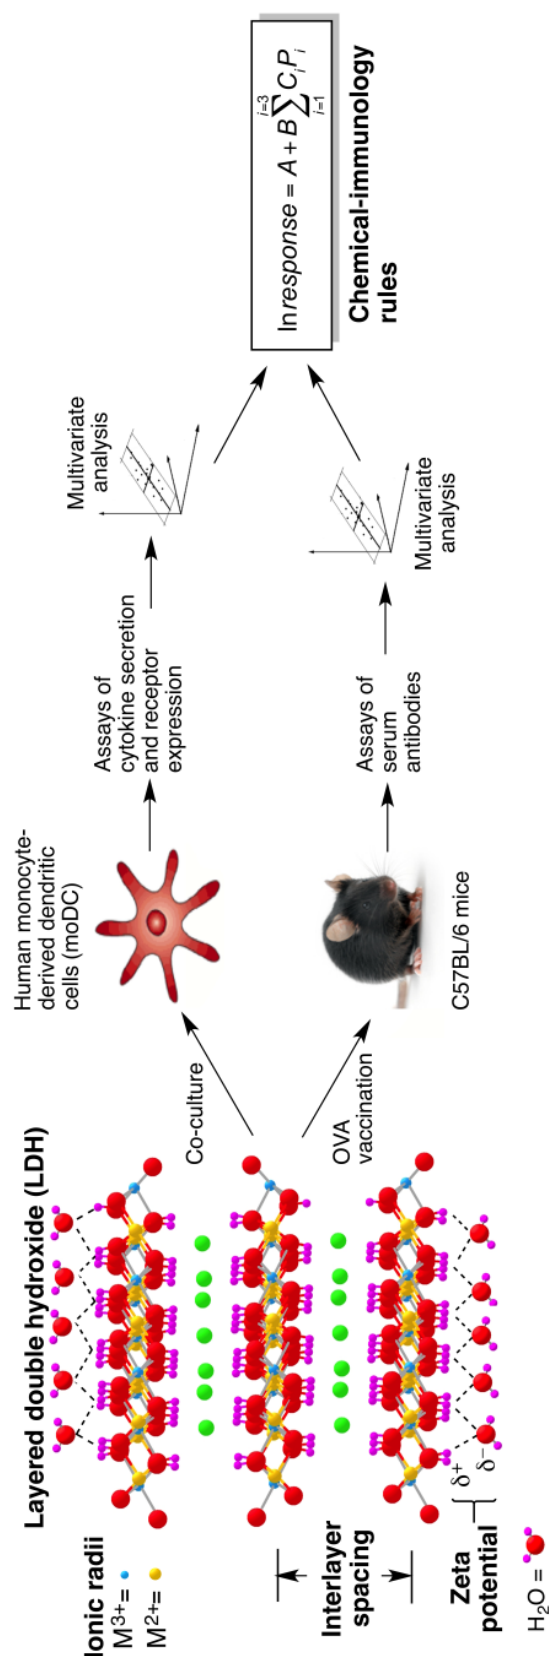 Layered double hydroxide (LDH)
Ionic radii
M³⁺=
M²⁺=
Interlayer
spacing
Zeta
potential
δ⁺
δ⁻
H₂O =
Co-culture
OVA
vaccination
Human monocyte-
derived dendritic
cells (moDC)
C57BL/6 mice
Assays of
cytokine secretion
and receptor
expression
Assays of
serum
antibodies
Multivariate
analysis
Multivariate
analysis
i=3
ln response = A + B ∑ CᵢPᵢ
i=1
Chemical-immunology
rules